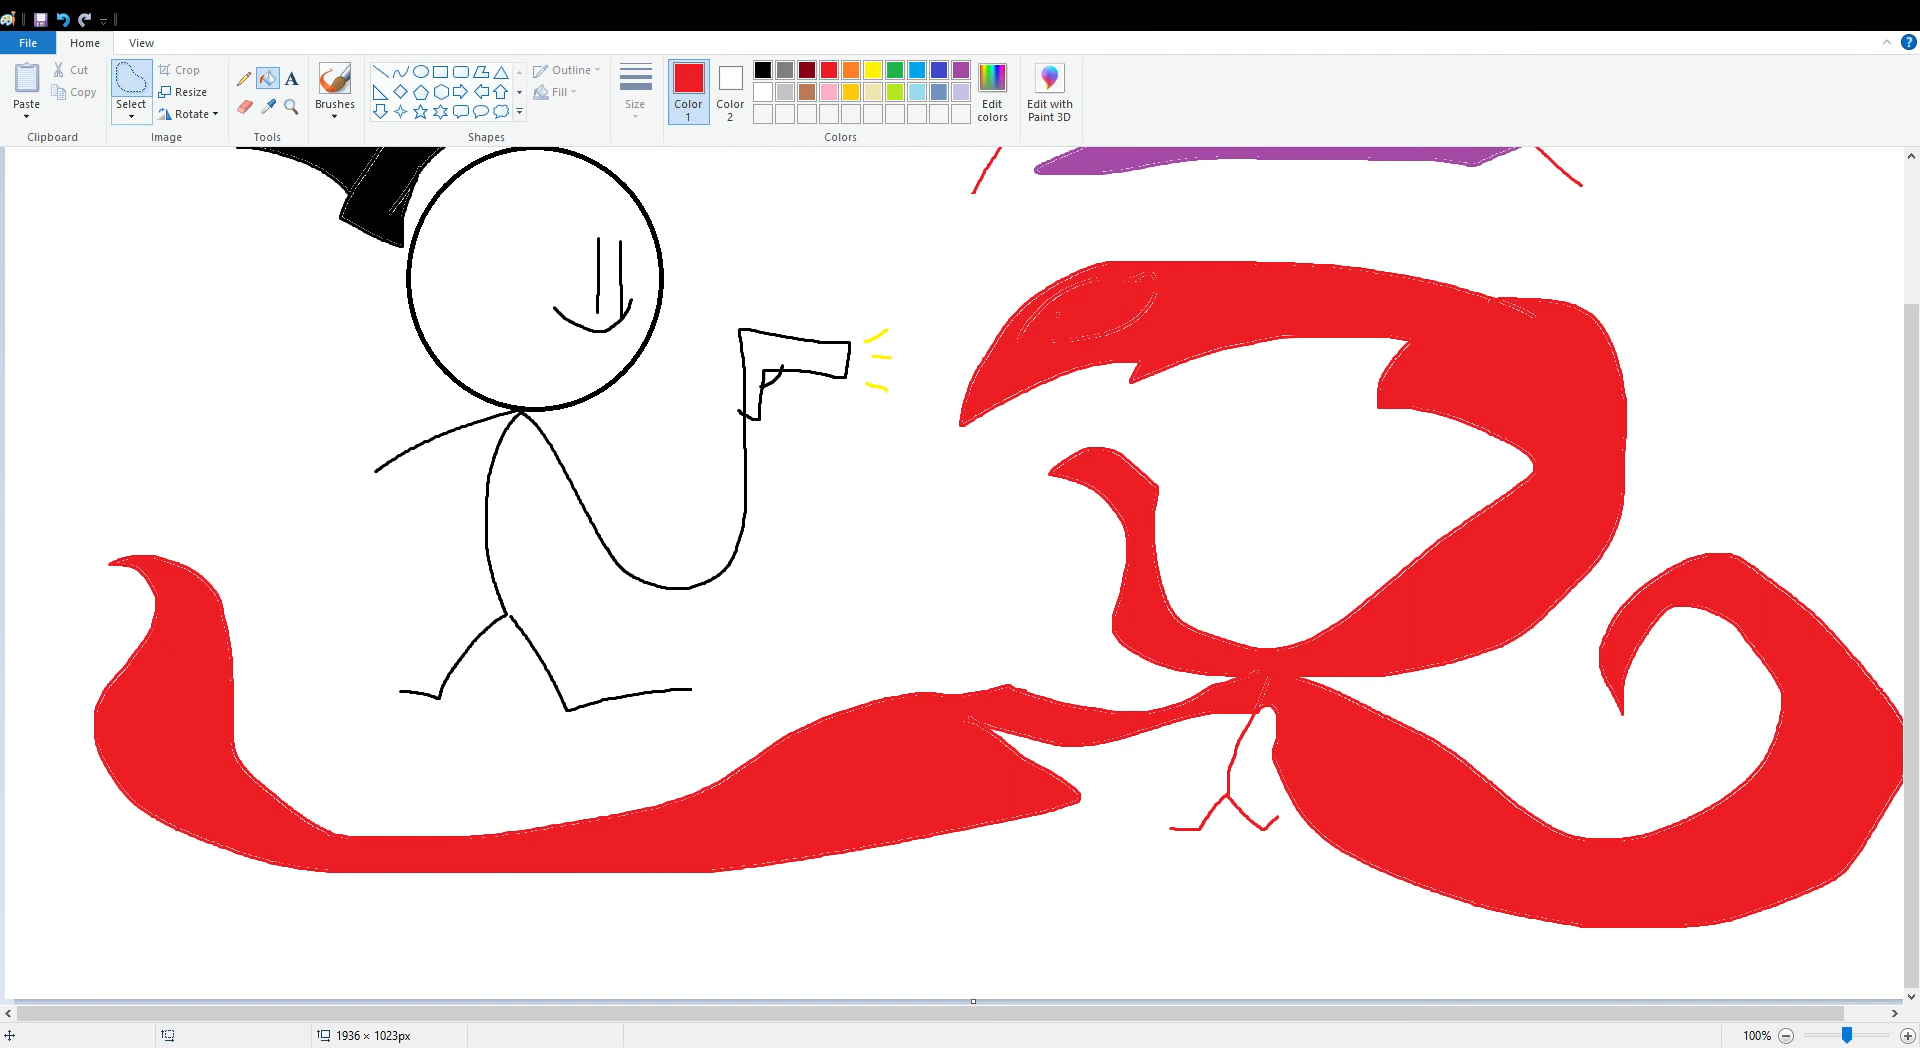 File Home View
Paste Cut Copy Clipboard
Select Crop Resize Rotate Image
A Tools
Brushes
Outline Fill Shapes
Size
Color 1 Color 2 Edit colors Colors
Edit with Paint 3D
?
1936 × 1023px 100%